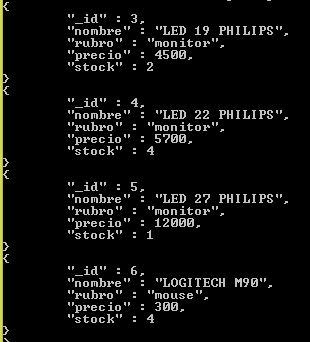 {
"_id" : 3,
"nombre" : "LED 19 PHILIPS",
"rubro" : "monitor",
"precio" : 4500,
"stock" : 2
}
{
"_id" : 4,
"nombre" : "LED 22 PHILIPS",
"rubro" : "monitor",
"precio" : 5700,
"stock" : 4
}
{
"_id" : 5,
"nombre" : "LED 27 PHILIPS",
"rubro" : "monitor",
"precio" : 12000,
"stock" : 1
}
{
"_id" : 6,
"nombre" : "LOGITECH M90",
"rubro" : "mouse",
"precio" : 300,
"stock" : 4
}